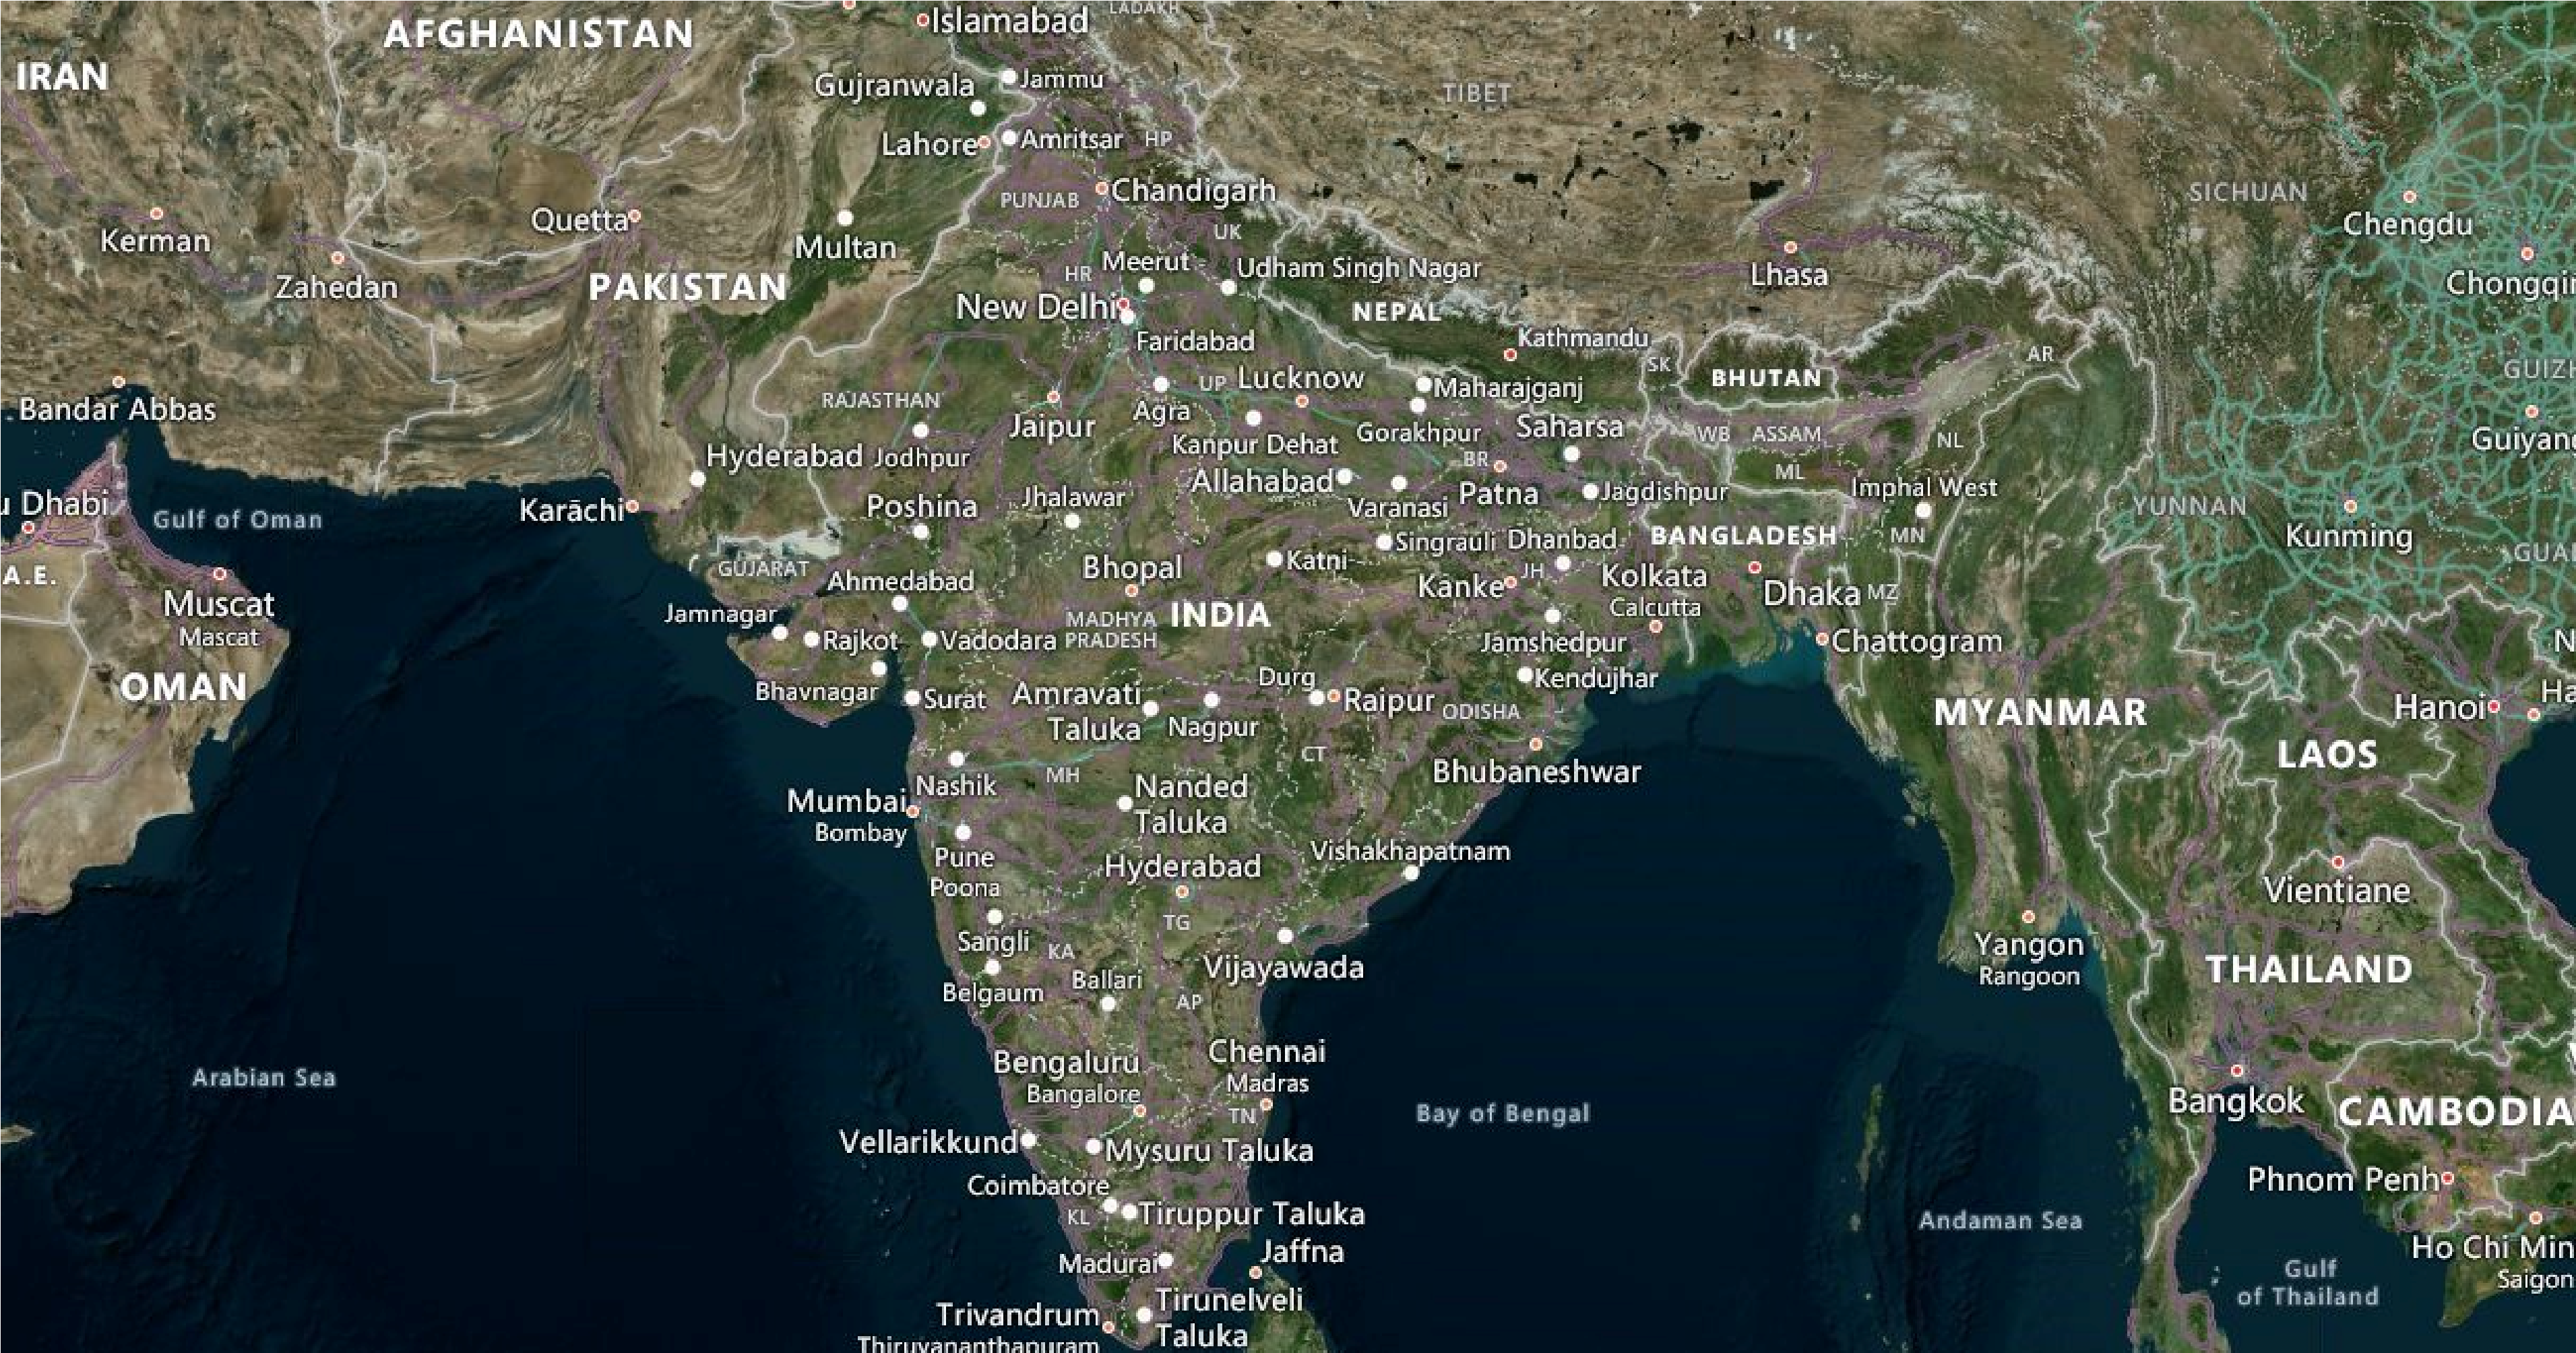 LADAKH
AFGHANISTAN
Islamabad
IRAN
Gujranwala
Jammu
TIBET
Lahore
Amritsar
HP
PUNJAB
Chandigarh
SICHUAN
Quetta
Kerman
Multan
UK
Chengdu
HR
Meerut
Udham Singh Nagar
Lhasa
Zahedan
PAKISTAN
Chongqin
New Delhi
NEPAL
Faridabad
Kathmandu
SK
AR
BHUTAN
GUIZH
UP
Lucknow
Maharajganj
RAJASTHAN
Bandar Abbas
Agra
Jaipur
Kanpur Dehat
Gorakhpur
Saharsa
WB
ASSAM
NL
Guiyang
Hyderabad
Jodhpur
BR
ML
Allahabad
Patna
Jagdishpur
Imphal West
u Dhabi
Gulf of Oman
Karāchi
Poshina
Jhalawar
Varanasi
YUNNAN
BANGLADESH
MN
Kunming
Singrauli
Dhanbad
GUAN
A.E.
GUJARAT
Ahmedabad
Bhopal
Katni
JH
Kanke
Kolkata
Calcutta
Dhaka
MZ
Muscat
Mascat
Jamnagar
MADHYA
PRADESH
INDIA
Rajkot
Vadodara
Jamshedpur
Chattogram
N
OMAN
Bhavnagar
Surat
Amravati
Taluka
Durg
Raipur
Kendujhar
Ha
Hanoi
Nagpur
ODISHA
MYANMAR
LAOS
CT
Bhubaneshwar
Nashik
MH
Nanded
Taluka
Mumbai
Bombay
Pune
Poona
Hyderabad
Vishakhapatnam
Vientiane
TG
Sangli
KA
Yangon
Rangoon
Vijayawada
THAILAND
Belgaum
Ballari
AP
Bengaluru
Bangalore
Chennai
Madras
Arabian Sea
TN
Bay of Bengal
Bangkok
CAMBODIA
Vellarikkund
Mysuru Taluka
Coimbatore
Phnom Penh
KL
Tiruppur Taluka
Andaman Sea
Madurai
Jaffna
Ho Chi Min
Saigon
Gulf
of Thailand
Trivandrum
Thiruvananthapuram
Tirunelveli
Taluka